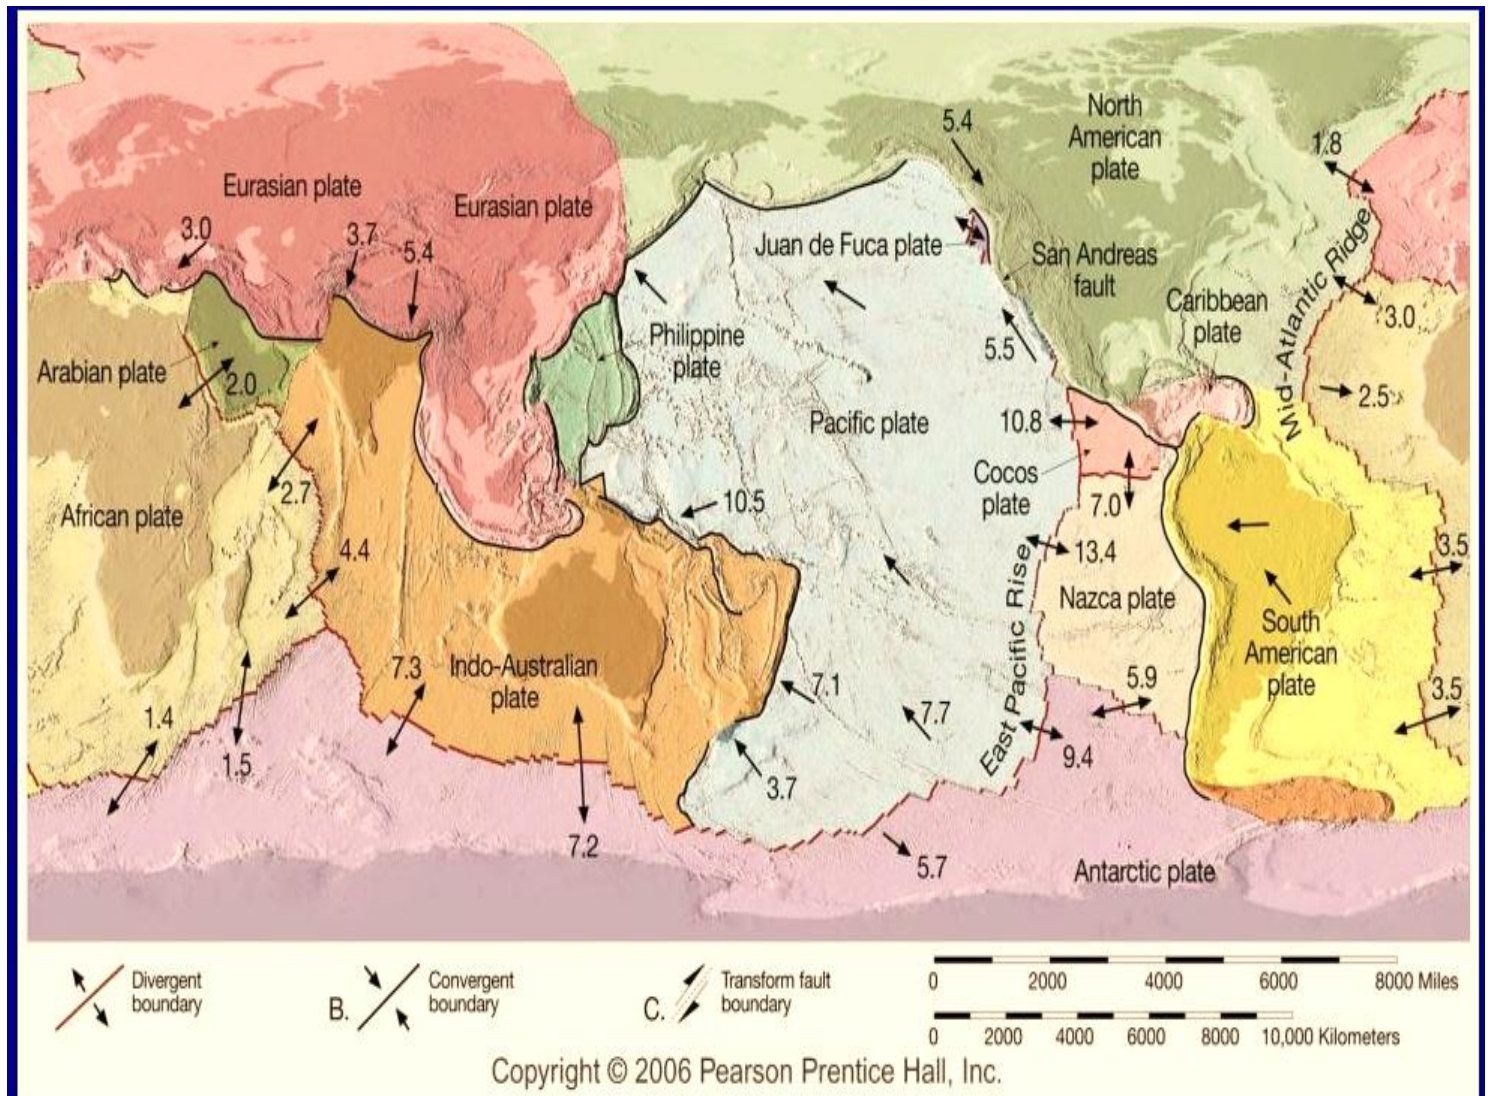 North
American
plate
5.4
1.8
Eurasian plate
Eurasian plate
3.0
3.7
5.4
Juan de Fuca plate
San Andreas
fault
Mid-Atlantic Ridge
Caribbean
plate
3.0
Philippine
plate
5.5
Arabian plate
2.0
2.5
Pacific plate
10.8
Cocos
plate
2.7
10.5
7.0
African plate
4.4
13.4
3.5
Nazca plate
East Pacific Rise
South
American
plate
Indo-Australian
plate
7.3
7.1
5.9
3.5
7.7
1.4
1.5
9.4
3.7
7.2
5.7
Antarctic plate
Divergent
boundary
B.
Convergent
boundary
C.
Transform fault
boundary
0 2000 4000 6000 8000 Miles
0 2000 4000 6000 8000 10,000 Kilometers
Copyright © 2006 Pearson Prentice Hall, Inc.